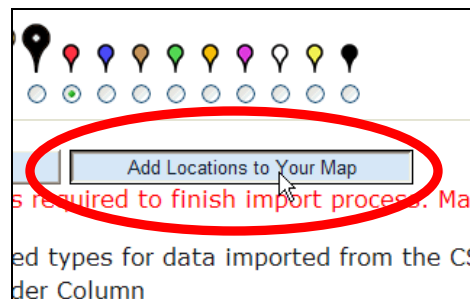 Add Locations to Your Map
s required to finish import process. Ma
ed types for data imported from the CS
der Column